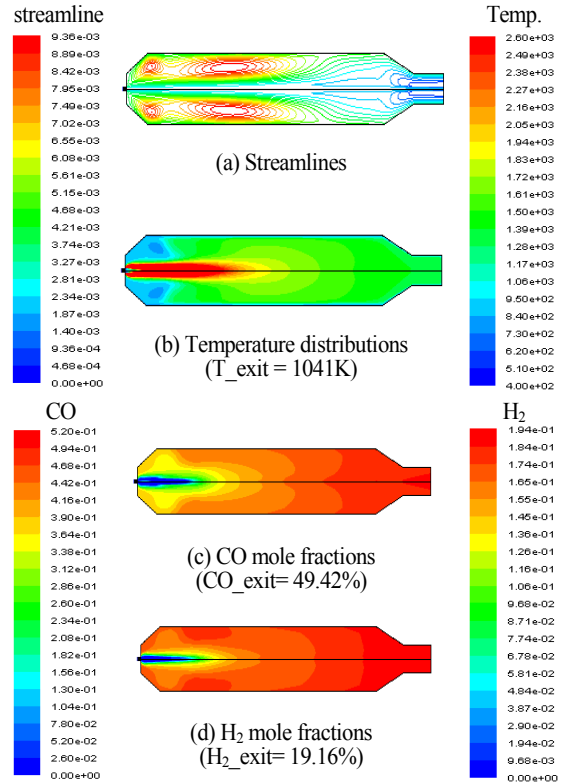 streamline
Temp.
9.36e-03
8.89e-03
8.42e-03
7.95e-03
7.49e-03
7.02e-03
6.55e-03
6.08e-03
5.61e-03
5.15e-03
4.68e-03
4.21e-03
3.74e-03
3.27e-03
2.81e-03
2.34e-03
1.87e-03
1.40e-03
9.36e-04
4.68e-04
0.00e+00
2.60e+03
2.49e+03
2.38e+03
2.27e+03
2.16e+03
2.05e+03
1.94e+03
1.83e+03
1.72e+03
1.61e+03
1.50e+03
1.39e+03
1.28e+03
1.17e+03
1.06e+03
9.50e+02
8.40e+02
7.30e+02
6.20e+02
5.10e+02
4.00e+02
(a) Streamlines
(b) Temperature distributions
(T_exit = 1041K)
CO
H2
5.20e-01
4.94e-01
4.68e-01
4.42e-01
4.16e-01
3.90e-01
3.64e-01
3.38e-01
3.12e-01
2.86e-01
2.60e-01
2.34e-01
2.08e-01
1.82e-01
1.56e-01
1.30e-01
1.04e-01
7.80e-02
5.20e-02
2.60e-02
0.00e+00
1.94e-01
1.84e-01
1.74e-01
1.65e-01
1.55e-01
1.45e-01
1.36e-01
1.26e-01
1.16e-01
1.06e-01
9.68e-02
8.71e-02
7.74e-02
6.78e-02
5.81e-02
4.84e-02
3.87e-02
2.90e-02
1.94e-02
9.68e-03
0.00e+00
(c) CO mole fractions
(CO_exit= 49.42%)
(d) H2 mole fractions
(H2_exit= 19.16%)